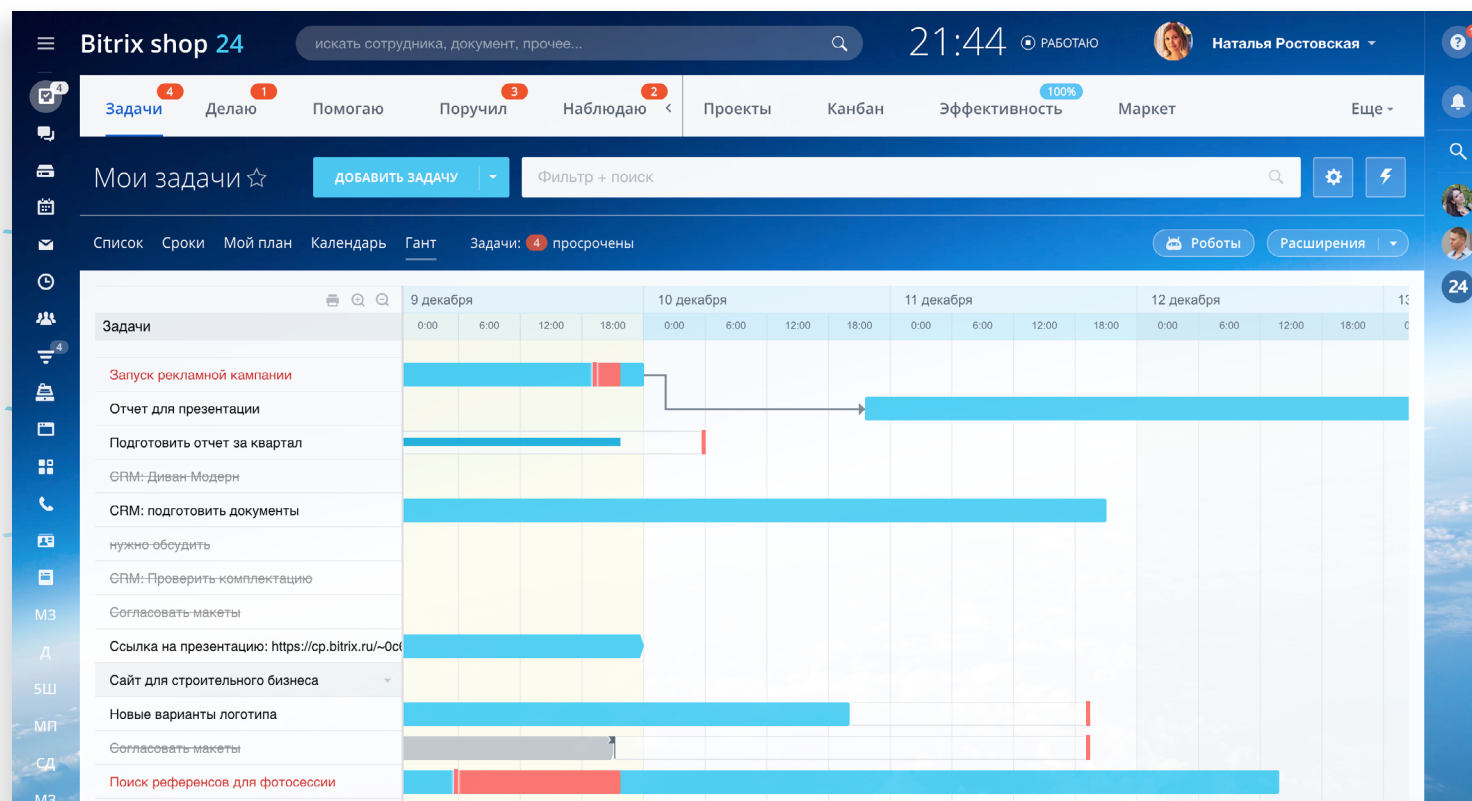 Bitrix shop 24
искать сотрудника, документ, прочее...
21:44
РАБОТАЮ
Наталья Ростовская
?
4
4
1
3
2
100%
Задачи Делаю Помогаю Поручил Наблюдаю Проекты Канбан Эффективность Маркет Еще
Мои задачи
ДОБАВИТЬ ЗАДАЧУ
Фильтр + поиск
Список Сроки Мой план Календарь Гант Задачи: 4 просрочены
Роботы
Расширения
24
9 декабря 10 декабря 11 декабря 12 декабря 13
Задачи
0:00 6:00 12:00 18:00 0:00 6:00 12:00 18:00 0:00 6:00 12:00 18:00 0:00 6:00 12:00 18:00
4
Запуск рекламной кампании
Отчет для презентации
Подготовить отчет за квартал
CRM: Диван Модерн
CRM: подготовить документы
нужно обсудить
CRM: Проверить комплектацию
Согласовать макеты
Ссылка на презентацию: https://cp.bitrix.ru/~0c6
Сайт для строительного бизнеса
Новые варианты логотипа
Согласовать макеты
Поиск референсов для фотосессии
МЗ
Д
5Ш
МП
СД
МЗ